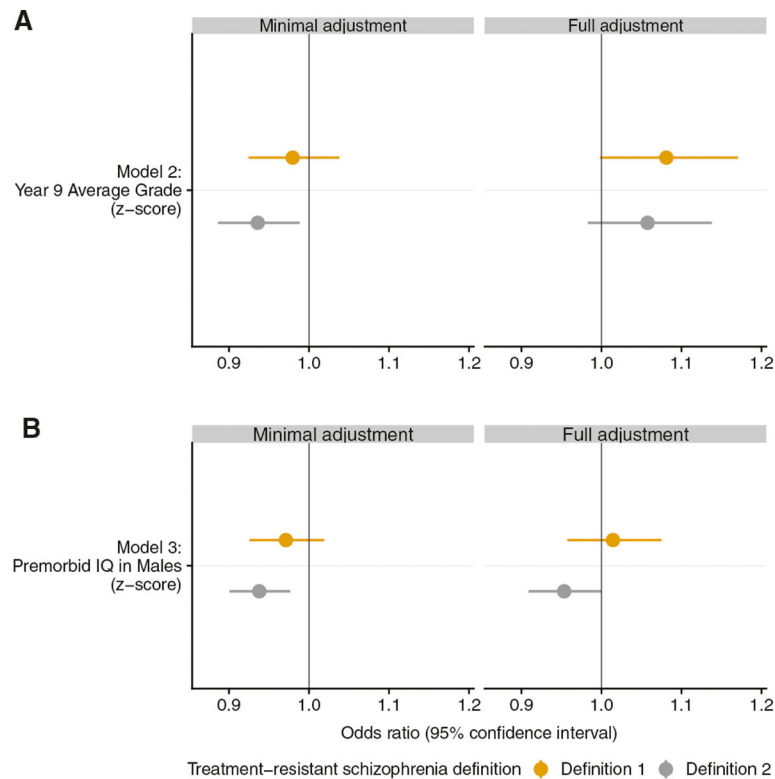 A
Minimal adjustment
Full adjustment
Model 2:
Year 9 Average Grade
(z−score)
0.9 1.0 1.1 1.2
0.9 1.0 1.1 1.2
B
Minimal adjustment
Full adjustment
Model 3:
Premorbid IQ in Males
(z−score)
0.9 1.0 1.1 1.2
0.9 1.0 1.1 1.2
Odds ratio (95% confidence interval)
Treatment−resistant schizophrenia definition Definition 1 Definition 2